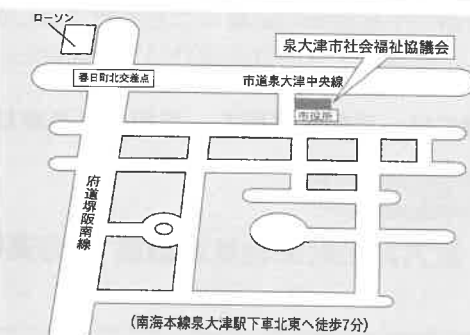 ローソン
泉大津市社会福祉協議会
春日町北交差点
市道泉大津中央線
市役所
府道堺阪南線
(南海本線泉大津駅下車北東へ徒歩7分)